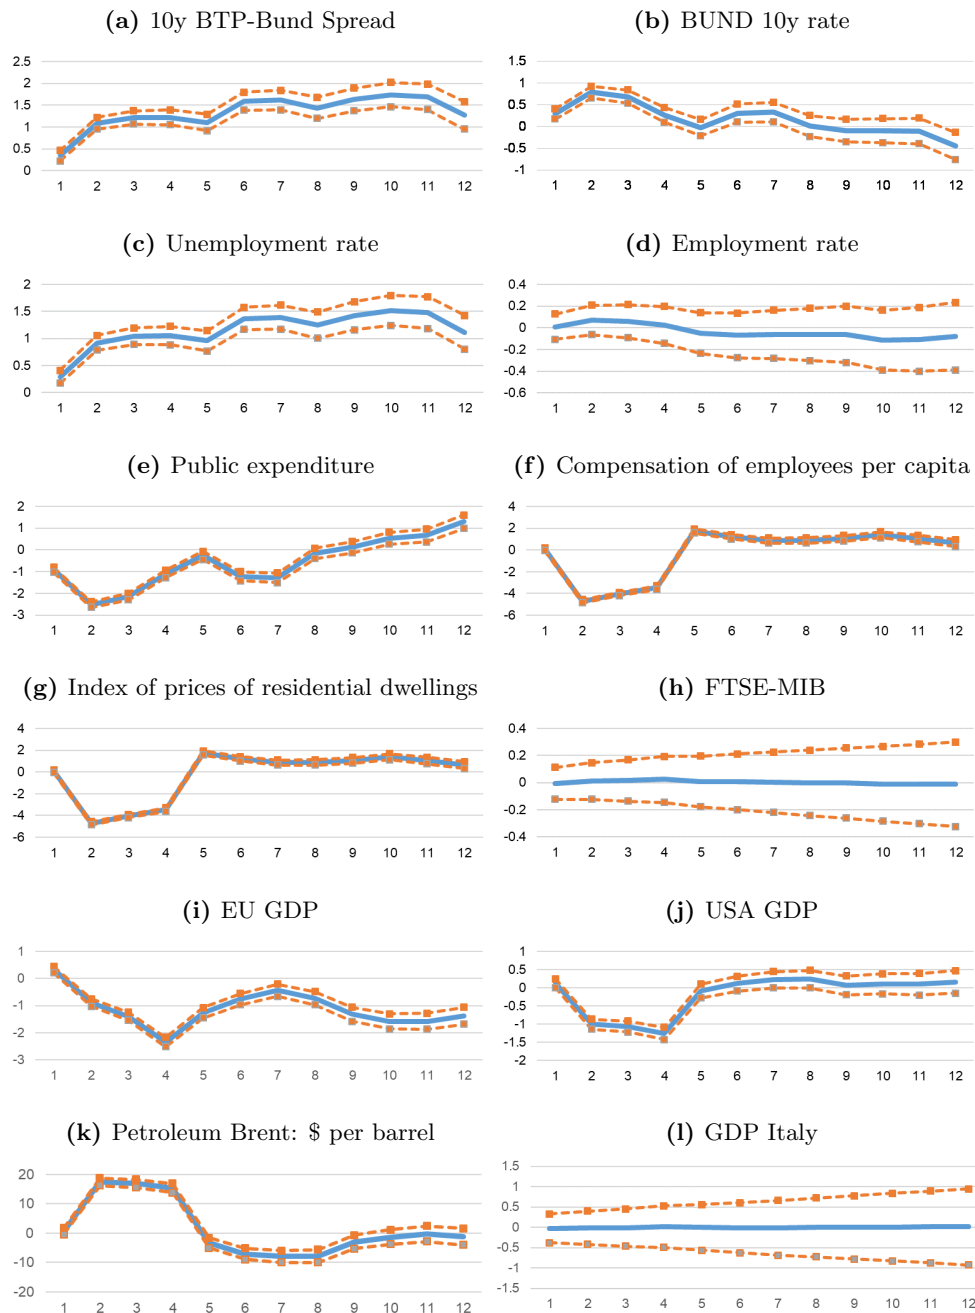 (a) 10y BTP-Bund Spread
2.5
2
1.5
1
0.5
0
1 2 3 4 5 6 7 8 9 10 11 12
(b) BUND 10y rate
1.5
1
0.5
0
-0.5
-1
1 2 3 4 5 6 7 8 9 10 11 12
(c) Unemployment rate
2
1.5
1
0.5
0
1 2 3 4 5 6 7 8 9 10 11 12
(d) Employment rate
0.4
0.2
0
-0.2
-0.4
-0.6
1 2 3 4 5 6 7 8 9 10 11 12
(e) Public expenditure
2
1
0
-1
-2
-3
1 2 3 4 5 6 7 8 9 10 11 12
(f) Compensation of employees per capita
4
2
0
-2
-4
-6
1 2 3 4 5 6 7 8 9 10 11 12
(g) Index of prices of residential dwellings
4
2
0
-2
-4
-6
1 2 3 4 5 6 7 8 9 10 11 12
(h) FTSE-MIB
0.4
0.2
0
-0.2
-0.4
1 2 3 4 5 6 7 8 9 10 11 12
(i) EU GDP
1
0
-1
-2
-3
1 2 3 4 5 6 7 8 9 10 11 12
(j) USA GDP
1
0.5
0
-0.5
-1
-1.5
-2
1 2 3 4 5 6 7 8 9 10 11 12
(k) Petroleum Brent: $ per barrel
20
10
0
-10
-20
1 2 3 4 5 6 7 8 9 10 11 12
(l) GDP Italy
1.5
1
0.5
0
-0.5
-1
-1.5
1 2 3 4 5 6 7 8 9 10 11 12